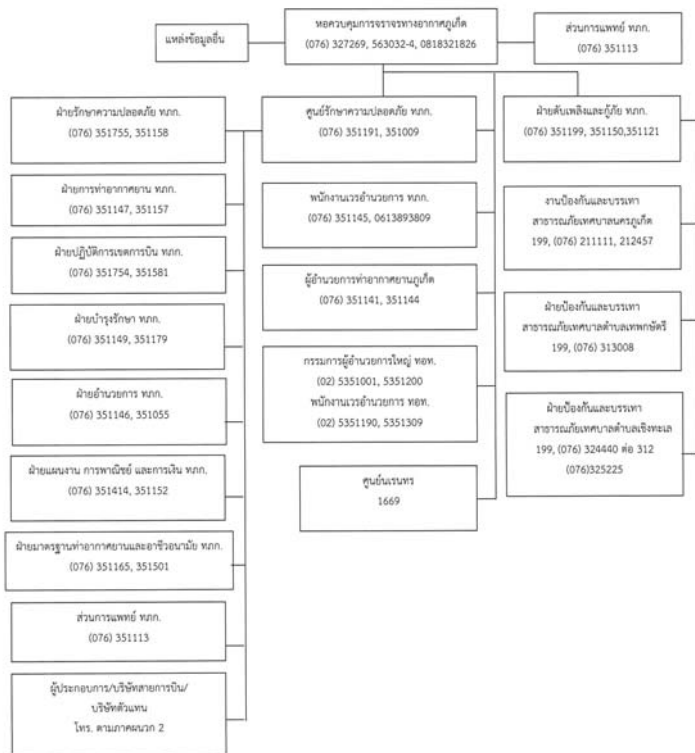 หอควบคุมการจราจรทางอากาศภูเก็ต
(076) 327269, 563032-4, 0818321826
แหล่งข้อมูลอื่น
ส่วนการแพทย์ ทภก.
(076) 351113
ฝ่ายรักษาความปลอดภัย ทภก.
(076) 351755, 351158
ศูนย์รักษาความปลอดภัย ทภก.
(076) 351191, 351009
ฝ่ายดับเพลิงและกู้ภัย ทภก.
(076) 351199, 351150,351121
ฝ่ายการท่าอากาศยาน ทภก.
(076) 351147, 351157
พนักงานเวรอำนวยการ ทภก.
(076) 351145, 0613893809
งานป้องกันและบรรเทา
สาธารณภัยเทศบาลนครภูเก็ต
199, (076) 211111, 212457
ฝ่ายปฏิบัติการเขตการบิน ทภก.
(076) 351754, 351581
ผู้อำนวยการท่าอากาศยานภูเก็ต
(076) 351141, 351144
ฝ่ายป้องกันและบรรเทา
สาธารณภัยเทศบาลตำบลเทพกษัตรี
199, (076) 313008
ฝ่ายบำรุงรักษา ทภก.
(076) 351149, 351179
กรรมการผู้อำนวยการใหญ่ ทอท.
(02) 5351001, 5351200
พนักงานเวรอำนวยการ ทอท.
(02) 5351190, 5351309
ฝ่ายอำนวยการ ทภก.
(076) 351146, 351055
ฝ่ายป้องกันและบรรเทา
สาธารณภัยเทศบาลตำบลเชิงทะเล
199, (076) 324440 ต่อ 312
(076)325225
ฝ่ายแผนงาน การพาณิชย์ และการเงิน ทภก.
(076) 351414, 351152
ศูนย์นเรนทร
1669
ฝ่ายมาตรฐานท่าอากาศยานและอาชีวอนามัย ทภก.
(076) 351165, 351501
ส่วนการแพทย์ ทภก.
(076) 351113
ผู้ประกอบการ/บริษัทสายการบิน/
บริษัทตัวแทน
โทร. ตามภาคผนวก 2